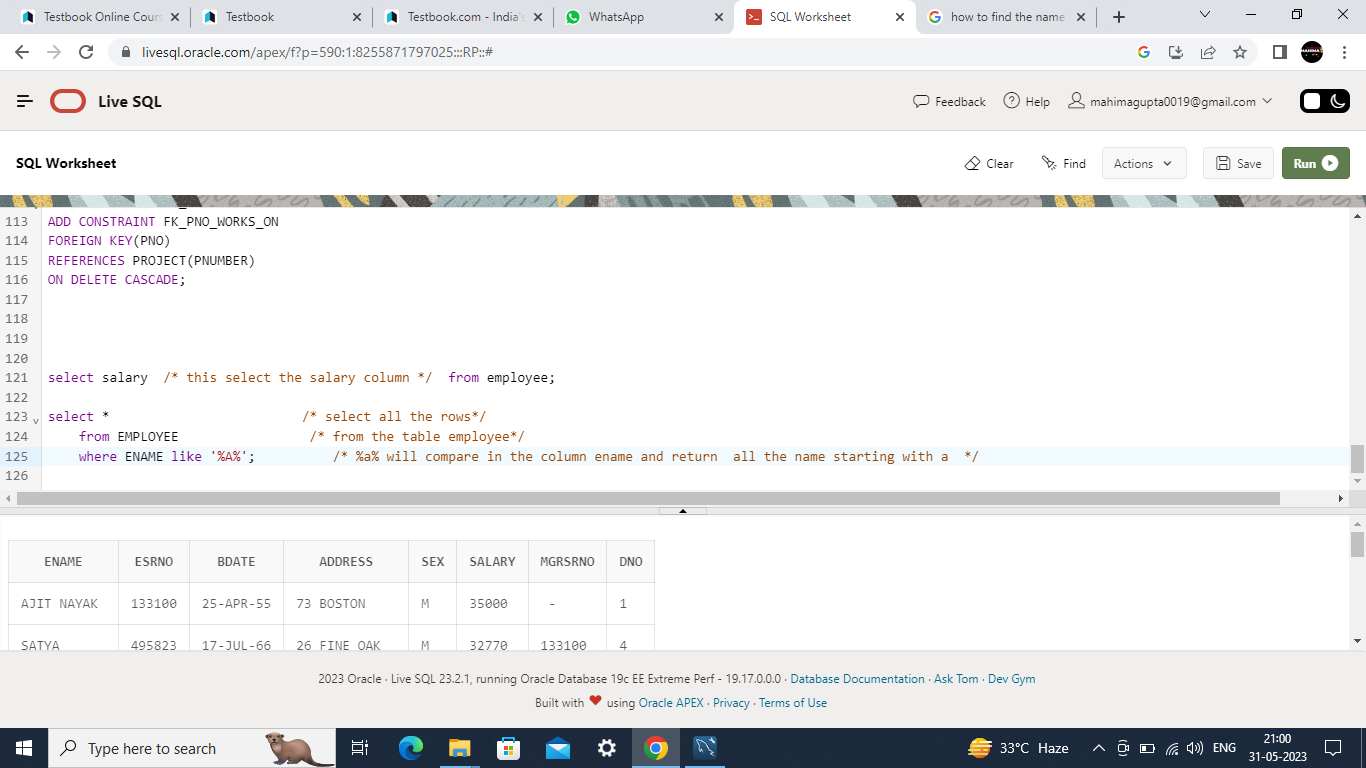 Testbook Online Cours
Testbook
Testbook.com - India's
WhatsApp
SQL Worksheet
how to find the name
livesql.oracle.com/apex/f?p=590:1:8255871797025:::RP::#
Live SQL
Feedback
Help
mahimagupta0019@gmail.com
SQL Worksheet
Clear
Find
Actions
Save
Run
113 ADD CONSTRAINT FK_PNO_WORKS_ON
114 FOREIGN KEY(PNO)
115 REFERENCES PROJECT(PNUMBER)
116 ON DELETE CASCADE;
117
118
119
120
121 select salary /* this select the salary column */ from employee;
122
123 select * /* select all the rows*/
124 from EMPLOYEE /* from the table employee*/
125 where ENAME like '%A%'; /* %a% will compare in the column ename and return all the name starting with a */
126
ENAME ESRNO BDATE ADDRESS SEX SALARY MGRSRNO DNO
AJIT NAYAK 133100 25-APR-55 73 BOSTON M 35000 - 1
SATYA 495823 17-JUL-66 26 FINE OAK M 32770 133100 4
2023 Oracle · Live SQL 23.2.1, running Oracle Database 19c EE Extreme Perf - 19.17.0.0.0 · Database Documentation · Ask Tom · Dev Gym
Built with ❤ using Oracle APEX · Privacy · Terms of Use
Type here to search
33°C Haze
ENG
21:00
31-05-2023